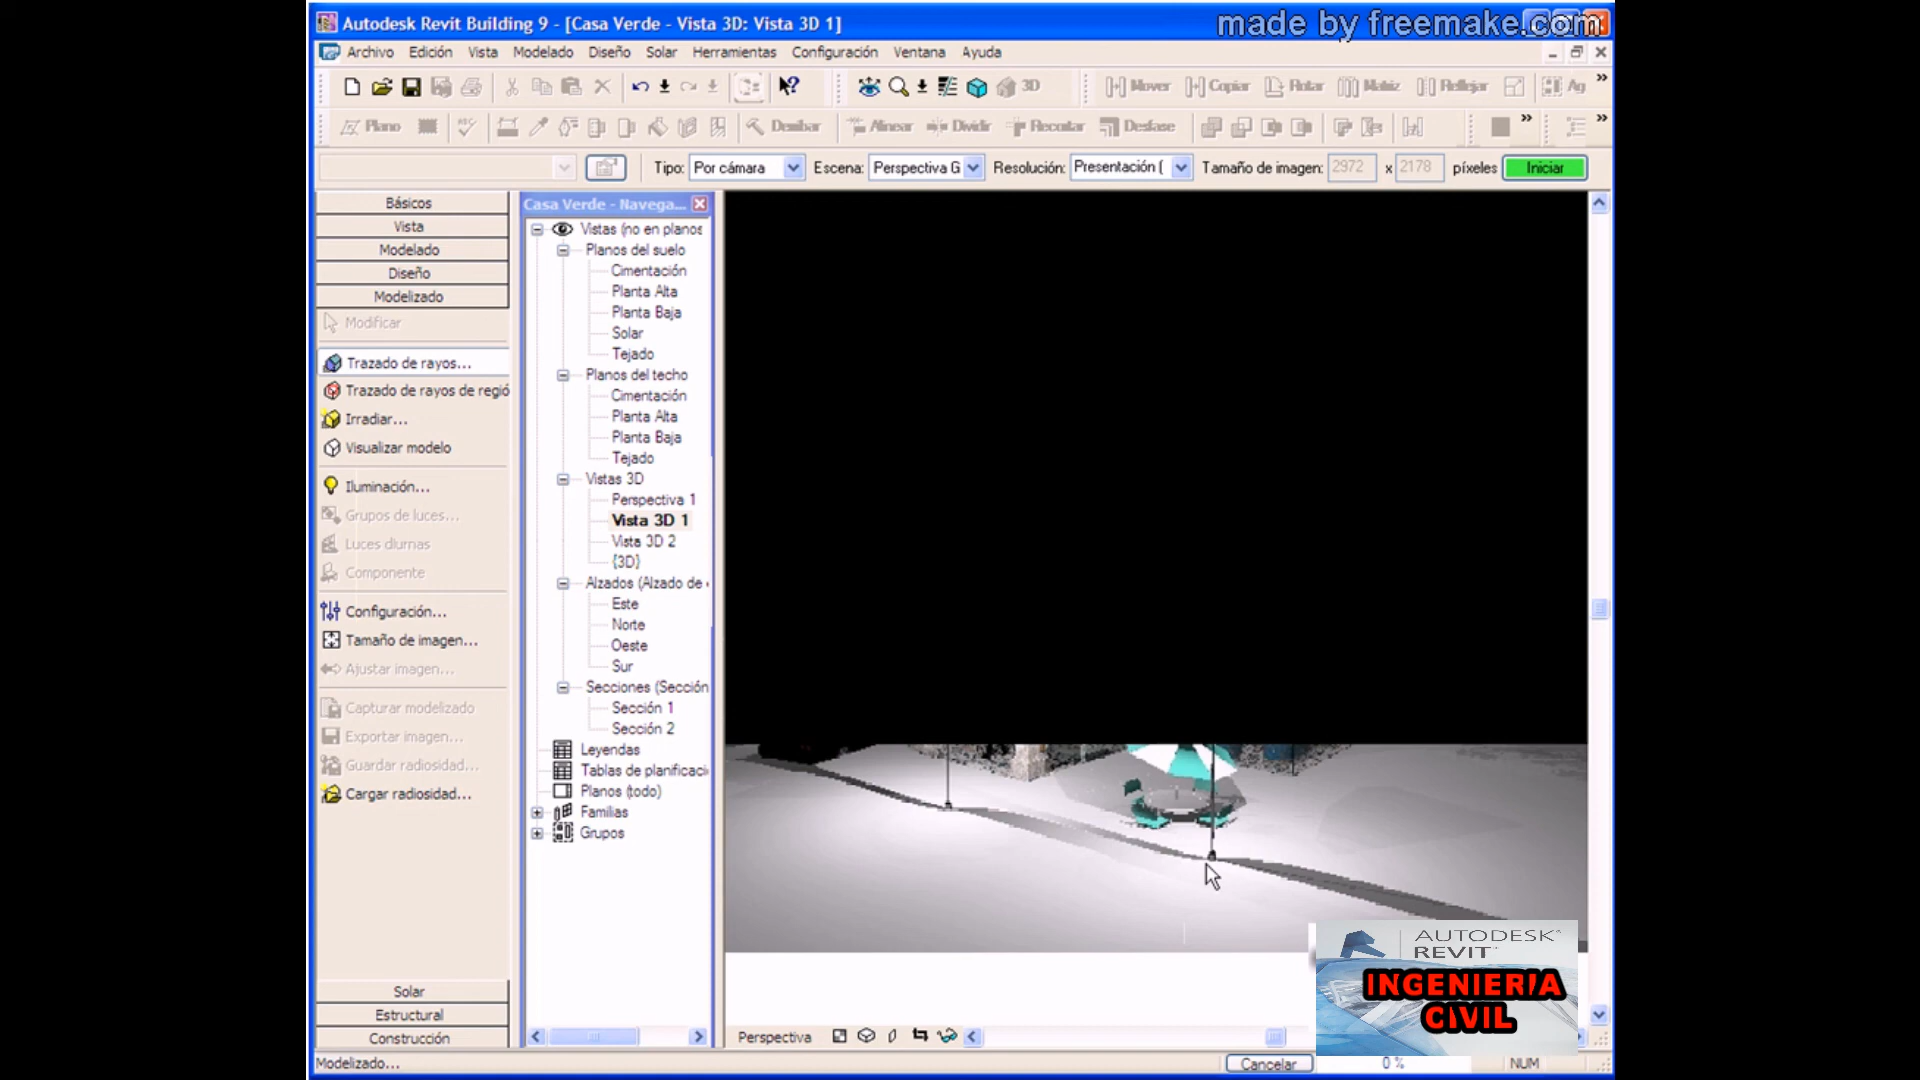 Autodesk Revit Building 9 - [Casa Verde - Vista 3D: Vista 3D 1]
made by freemake.com
Archivo Edición Vista Modelado Diseño Solar Herramientas Configuración Ventana Ayuda
3D Mover Copiar Rotar Matriz Reflejar Ag
Plano Derribar Alinear Dividir Recortar Desfase
Tipo: Por cámara Escena: Perspectiva G Resolución: Presentación ( Tamaño de imagen: 2972 x 2178 píxeles Iniciar
Básicos
Vista
Modelado
Diseño
Modelizado
Modificar
Trazado de rayos...
Trazado de rayos de regió
Irradiar...
Visualizar modelo
Iluminación...
Grupos de luces...
Luces diurnas
Componente
Configuración...
Tamaño de imagen...
Ajustar imagen...
Capturar modelizado
Exportar imagen...
Guardar radiosidad...
Cargar radiosidad...
Solar
Estructural
Construcción
Casa Verde - Navega...
Vistas (no en planos
Planos del suelo
Cimentación
Planta Alta
Planta Baja
Solar
Tejado
Planos del techo
Cimentación
Planta Alta
Planta Baja
Tejado
Vistas 3D
Perspectiva 1
Vista 3D 1
Vista 3D 2
{3D}
Alzados (Alzado de
Este
Norte
Oeste
Sur
Secciones (Sección
Sección 1
Sección 2
Leyendas
Tablas de planificaci
Planos (todo)
Familias
Grupos
AUTODESK
REVIT
INGENIERIA
CIVIL
Perspectiva
Modelizado...
Cancelar
0 %
NUM